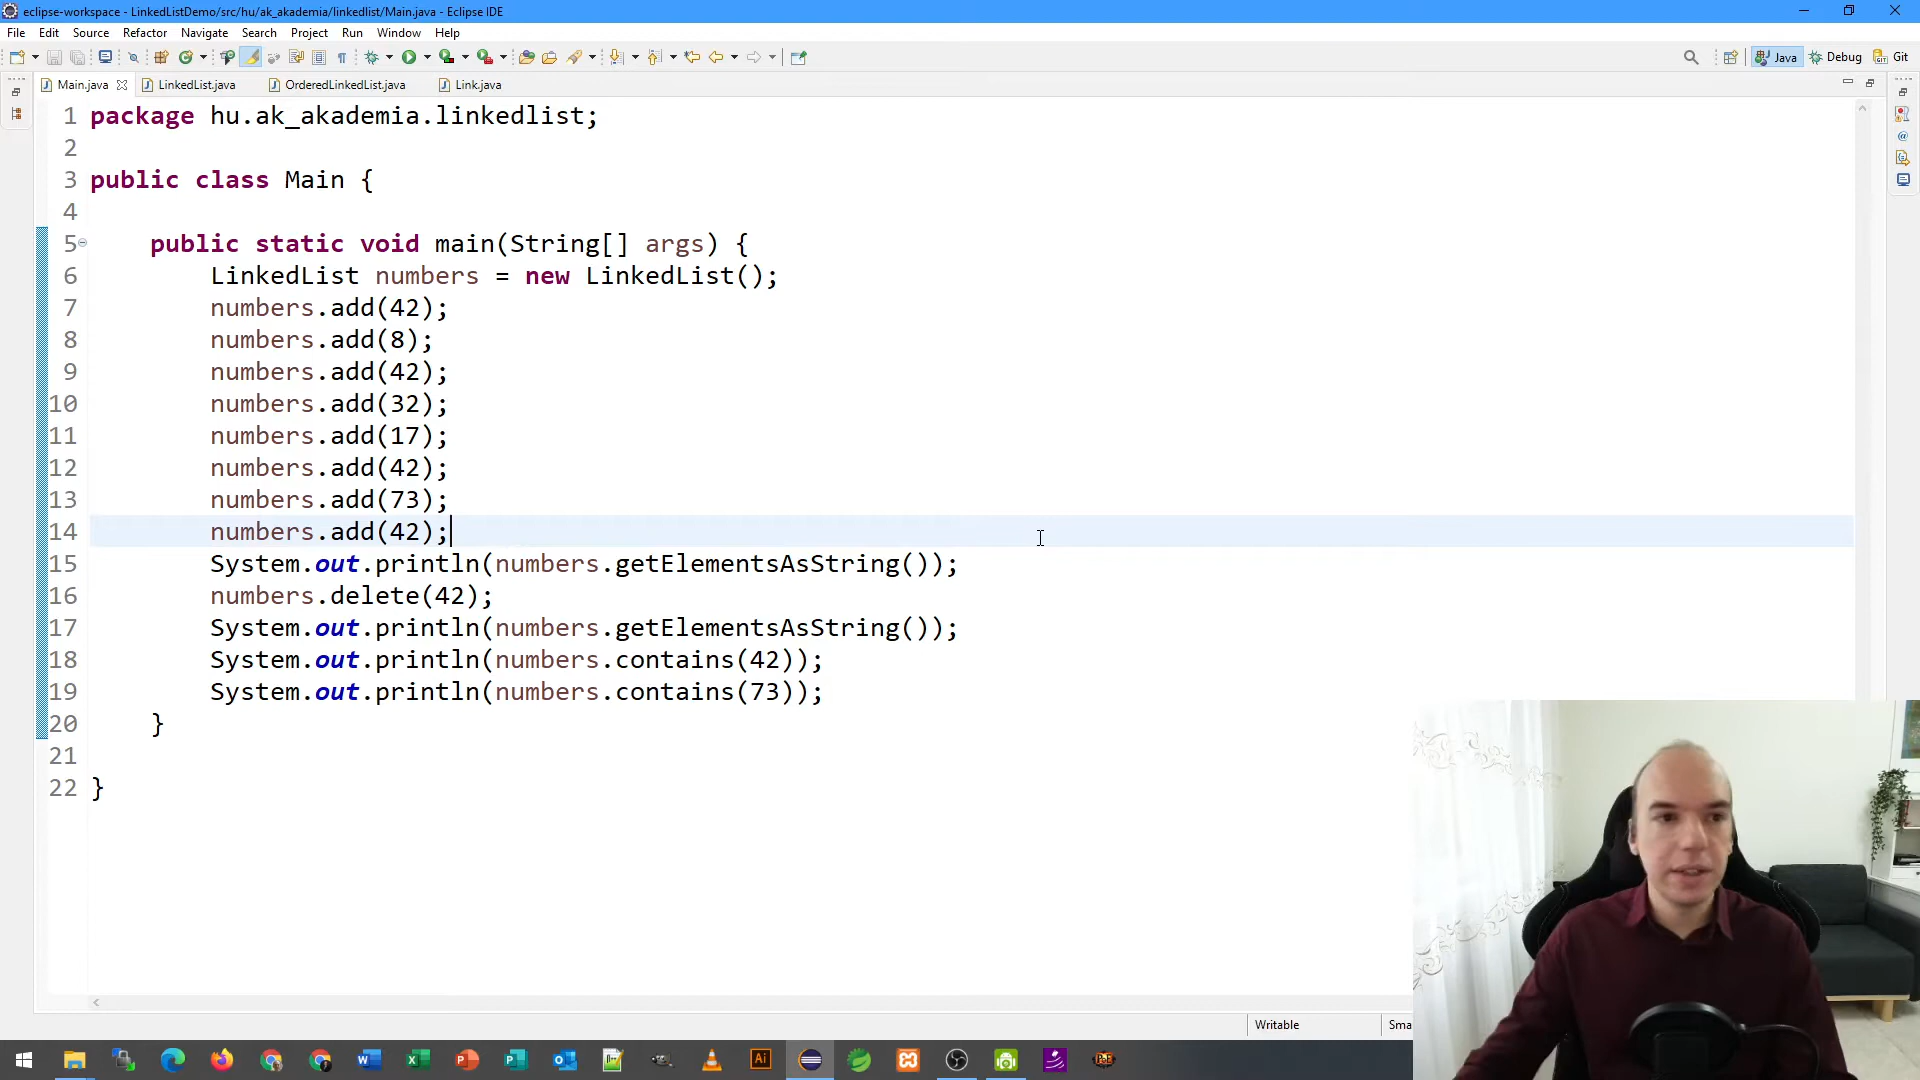 eclipse-workspace - LinkedListDemo/src/hu/ak_akademia/linkedlist/Main.java - Eclipse IDE
File Edit Source Refactor Navigate Search Project Run Window Help
Java Debug Git
Main.java LinkedList.java OrderedLinkedList.java Link.java
1 package hu.ak_akademia.linkedlist;
2
3 public class Main {
4
5 public static void main(String[] args) {
6 LinkedList numbers = new LinkedList();
7 numbers.add(42);
8 numbers.add(8);
9 numbers.add(42);
10 numbers.add(32);
11 numbers.add(17);
12 numbers.add(42);
13 numbers.add(73);
14 numbers.add(42);
15 System.out.println(numbers.getElementsAsString());
16 numbers.delete(42);
17 System.out.println(numbers.getElementsAsString());
18 System.out.println(numbers.contains(42));
19 System.out.println(numbers.contains(73));
20 }
21
22 }
Writable Sma